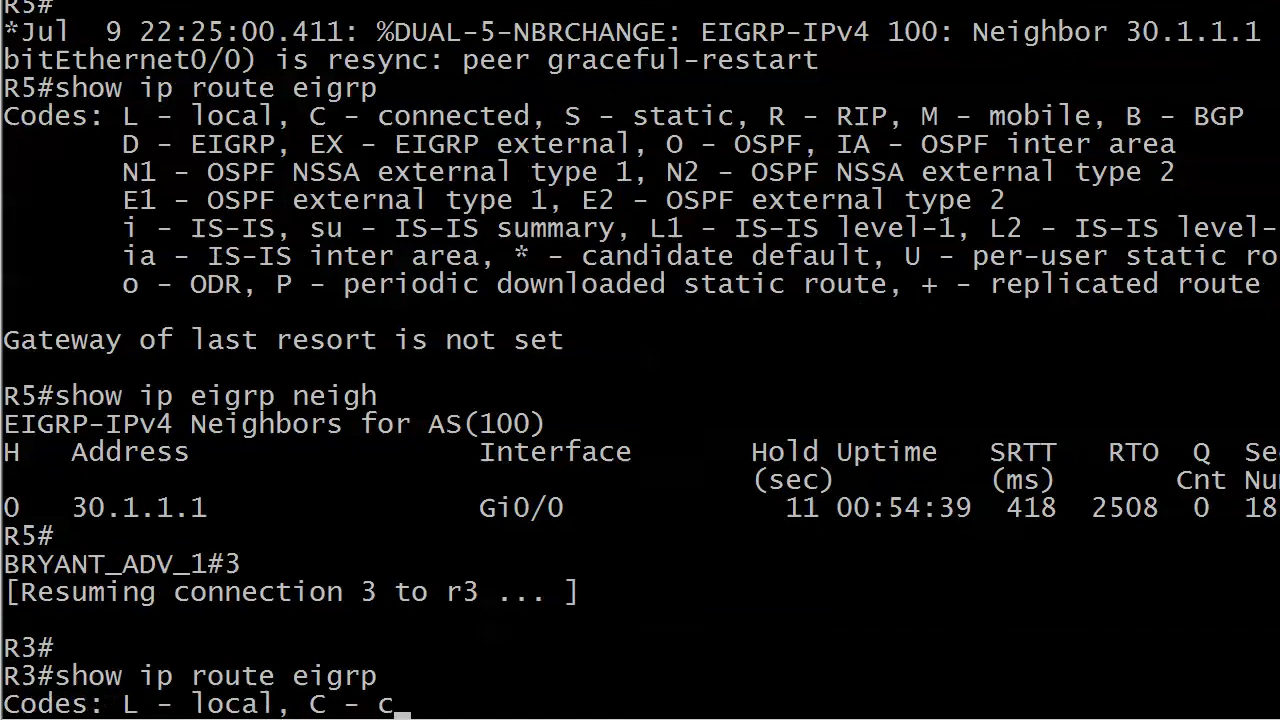 R5#
*Jul  9 22:25:00.411: %DUAL-5-NBRCHANGE: EIGRP-IPv4 100: Neighbor 30.1.1.1
bitEthernet0/0) is resync: peer graceful-restart
R5#show ip route eigrp
Codes: L - local, C - connected, S - static, R - RIP, M - mobile, B - BGP
       D - EIGRP, EX - EIGRP external, O - OSPF, IA - OSPF inter area
       N1 - OSPF NSSA external type 1, N2 - OSPF NSSA external type 2
       E1 - OSPF external type 1, E2 - OSPF external type 2
       i - IS-IS, su - IS-IS summary, L1 - IS-IS level-1, L2 - IS-IS level-
       ia - IS-IS inter area, * - candidate default, U - per-user static ro
       o - ODR, P - periodic downloaded static route, + - replicated route
Gateway of last resort is not set
R5#show ip eigrp neigh
EIGRP-IPv4 Neighbors for AS(100)
H   Address                 Interface       Hold Uptime   SRTT   RTO  Q  Se
                                            (sec)         (ms)       Cnt Nu
0   30.1.1.1                Gi0/0             11 00:54:39  418  2508  0  18
R5#
BRYANT_ADV_1#3
[Resuming connection 3 to r3 ... ]
R3#
R3#show ip route eigrp
Codes: L - local, C - c